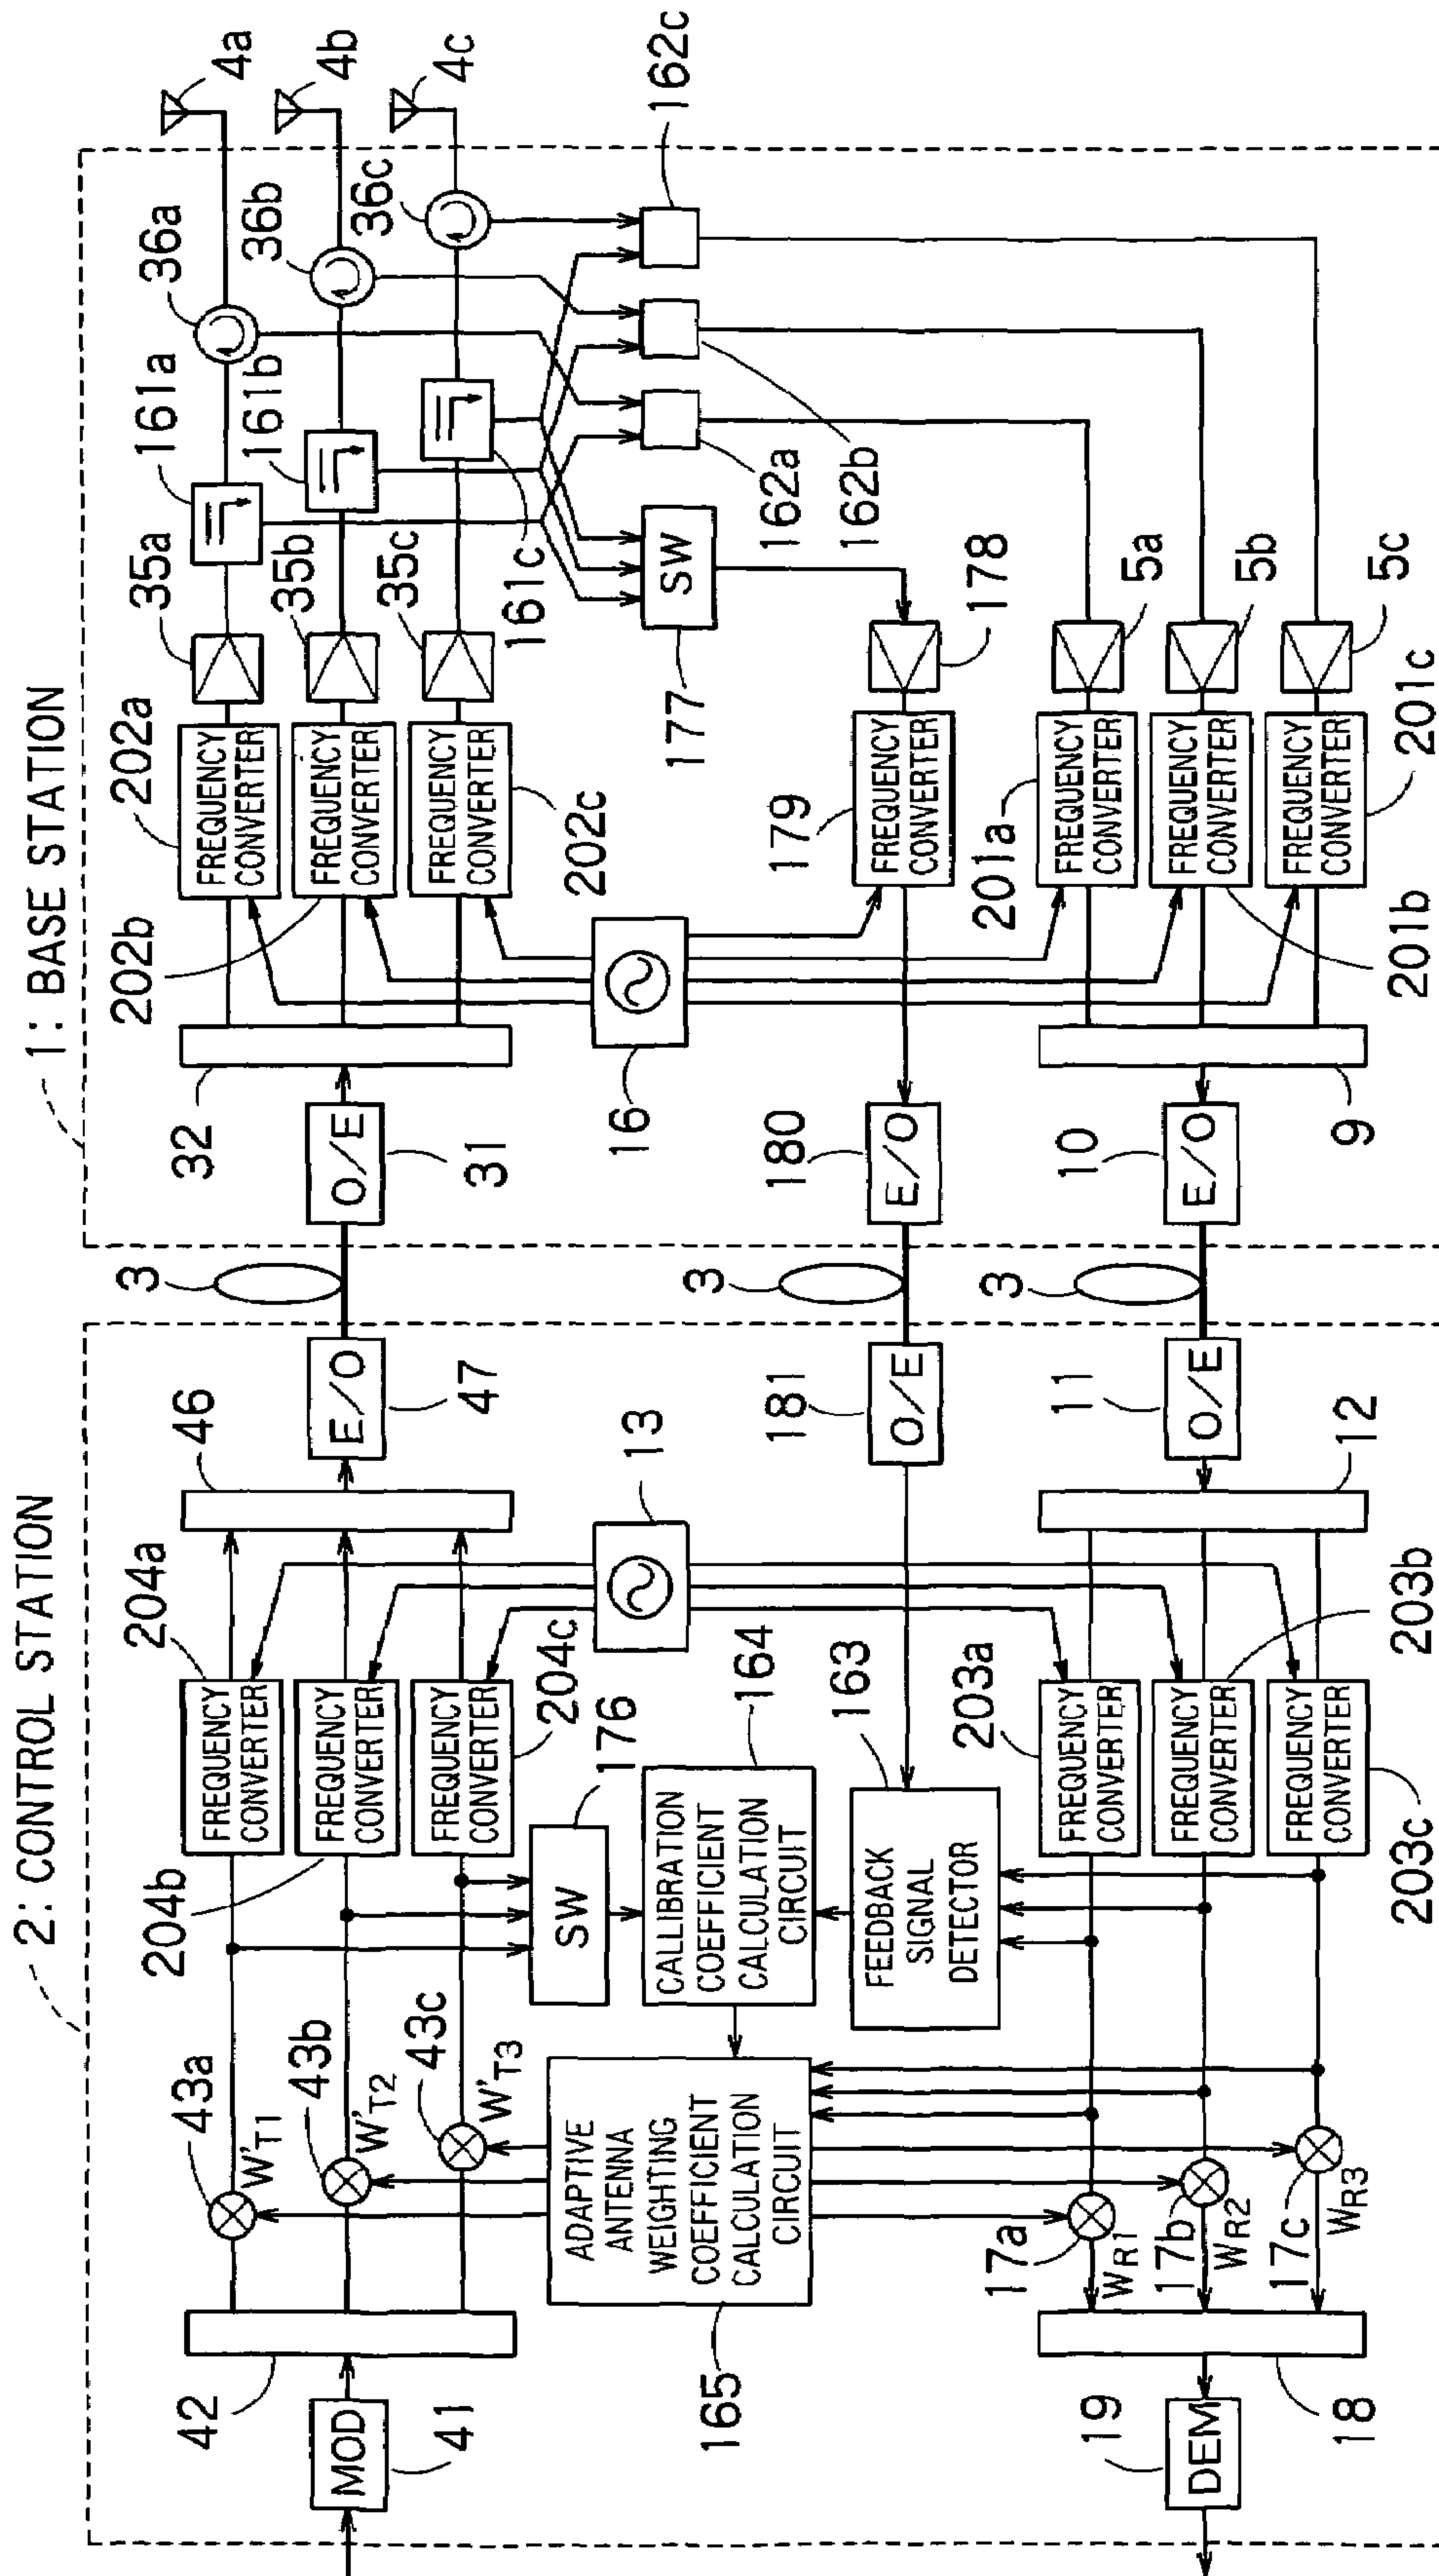 2: CONTROL STATION
1: BASE STATION
MOD
41
42
43a
W'T1
43b
W'T2
43c
W'T3
204a
FREQUENCY
CONVERTER
204b
FREQUENCY
CONVERTER
204c
FREQUENCY
CONVERTER
46
E/O
47
3
O/E
31
32
202a
FREQUENCY
CONVERTER
202b
FREQUENCY
CONVERTER
202c
FREQUENCY
CONVERTER
35a
35b
35c
161a
161b
161c
36a
36b
36c
4a
4b
4c
162a
162b
162c
SW
176
CALLIBRATION
COEFFICIENT
CALCULATION
CIRCUIT
164
FEEDBACK
SIGNAL
DETECTOR
163
ADAPTIVE
ANTENNA
WEIGHTING
COEFFICIENT
CALCULATION
CIRCUIT
165
13
16
SW
177
178
179
FREQUENCY
CONVERTER
180
E/O
3
181
O/E
DEM
19
18
17a
WR1
17b
WR2
17c
WR3
203a
FREQUENCY
CONVERTER
203b
FREQUENCY
CONVERTER
203c
FREQUENCY
CONVERTER
12
11
O/E
3
10
E/O
9
201a
FREQUENCY
CONVERTER
201b
FREQUENCY
CONVERTER
201c
FREQUENCY
CONVERTER
5a
5b
5c